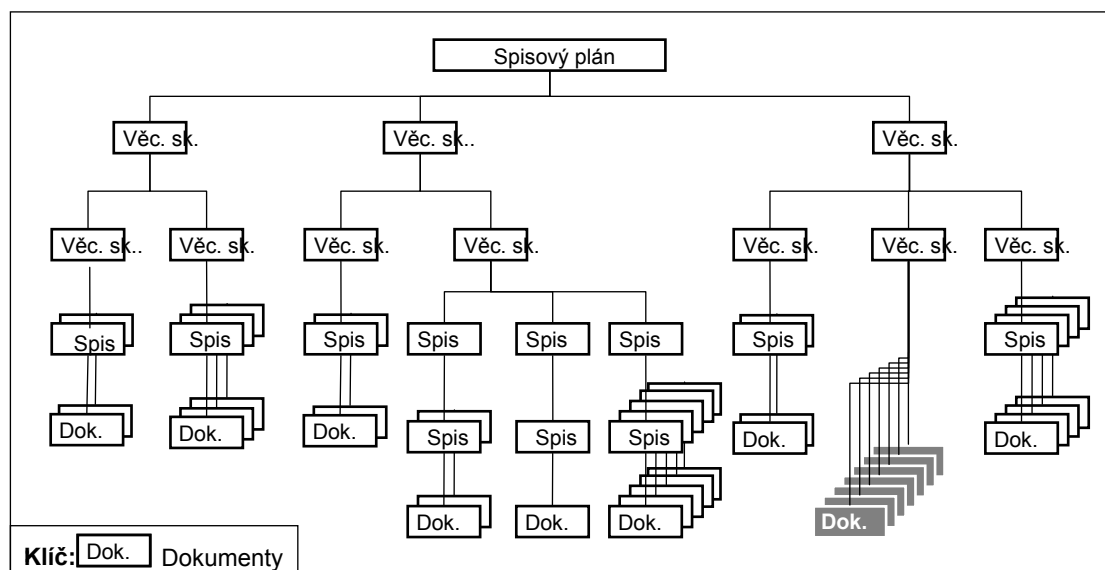 Spisový plán
Věc. sk. Věc. sk.. Věc. sk.
Věc. sk.. Věc. sk. Věc. sk. Věc. sk. Věc. sk. Věc. sk. Věc. sk.
Spis Spis Spis Spis Spis Spis Spis Spis
Dok. Dok. Dok. Spis Spis Spis Dok. Dok.
Dok. Dok. Dok. Dok.
Klíč: Dok. Dokumenty